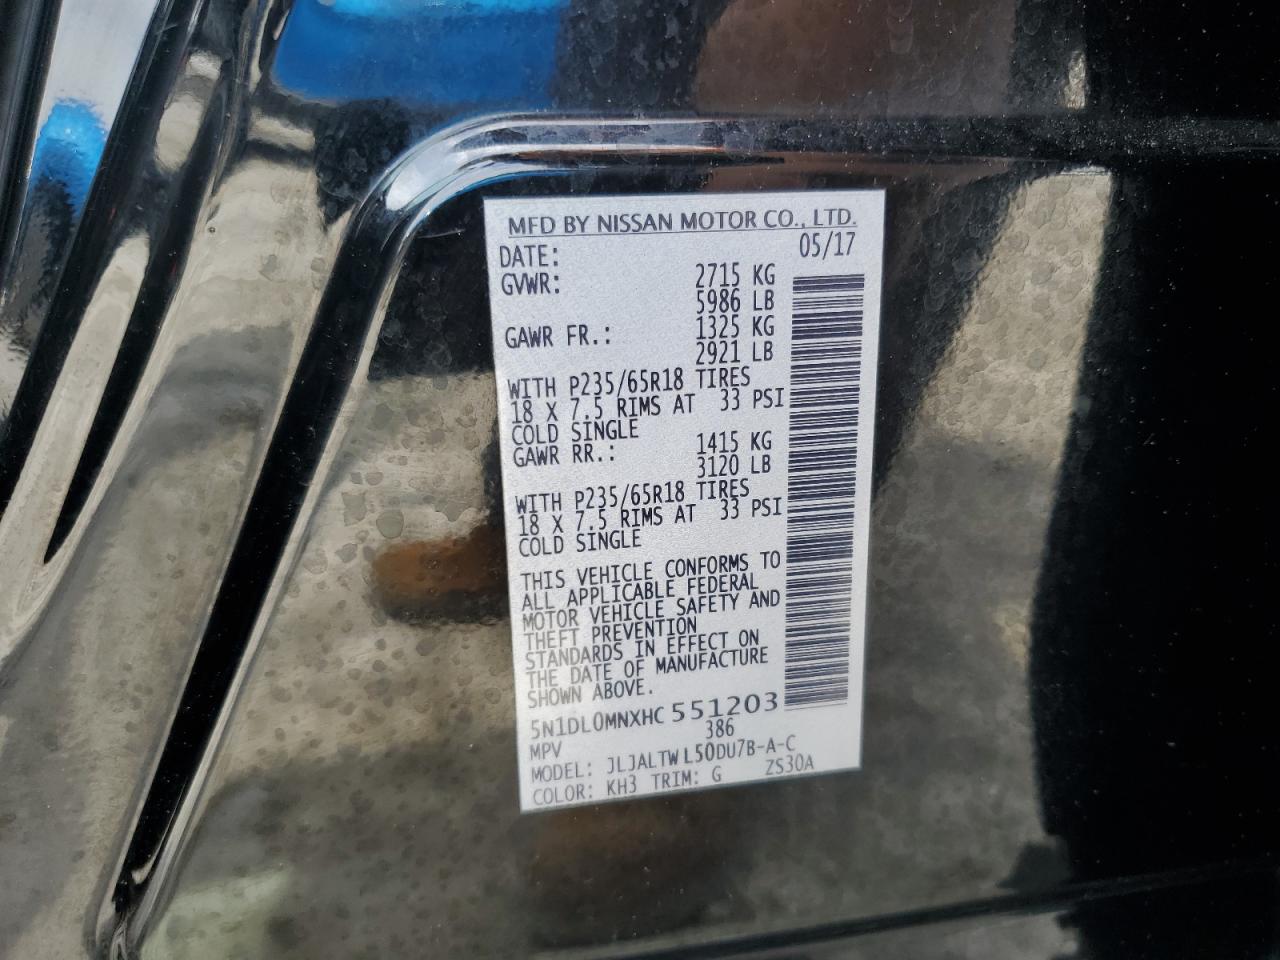 MFD BY NISSAN MOTOR CO., LTD.
DATE: 05/17
GVWR: 2715 KG
5986 LB
GAWR FR.: 1325 KG
2921 LB
WITH P235/65R18 TIRES
18 X 7.5 RIMS AT 33 PSI
COLD SINGLE
GAWR RR.: 1415 KG
3120 LB
WITH P235/65R18 TIRES
18 X 7.5 RIMS AT 33 PSI
COLD SINGLE
THIS VEHICLE CONFORMS TO
ALL APPLICABLE FEDERAL
MOTOR VEHICLE SAFETY AND
THEFT PREVENTION
STANDARDS IN EFFECT ON
THE DATE OF MANUFACTURE
SHOWN ABOVE.
5N1DL0MNXHC 551203
MPV 386
MODEL: JLJALTW L50DU7B-A-C
COLOR: KH3 TRIM: G ZS30A